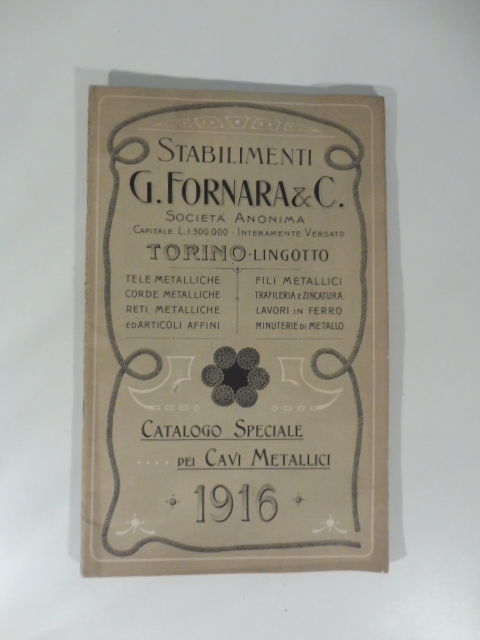 STABILIMENTI
G. FORNARA & C.
SOCIETÀ ANONIMA
CAPITALE L. 1.300.000 - INTERAMENTE VERSATO
TORINO - LINGOTTO
TELE METALLICHE
CORDE METALLICHE
RETI METALLICHE
ED ARTICOLI AFFINI
FILI METALLICI
TRAFILERIA E ZINCATURA
LAVORI IN FERRO
MINUTERIE DI METALLO
CATALOGO SPECIALE
.... DEI CAVI METALLICI
1916